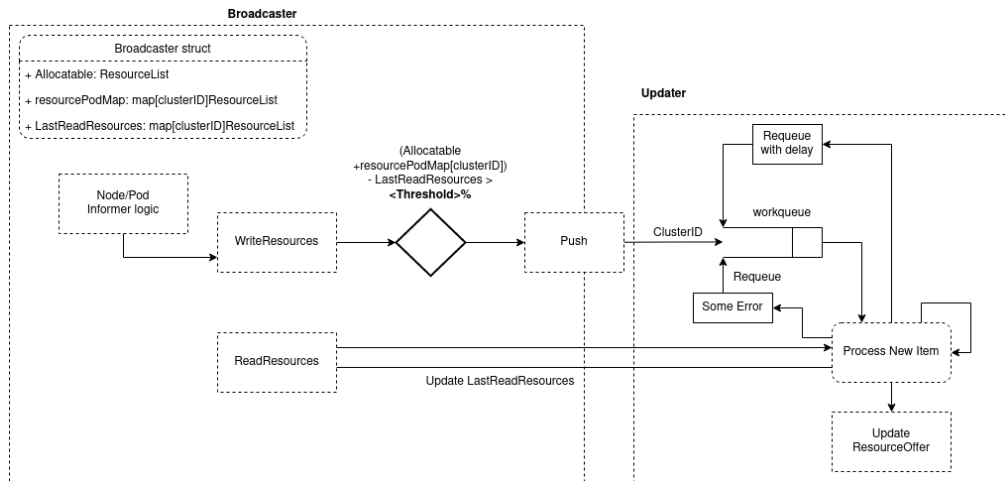 Broadcaster
Broadcaster struct
+ Allocatable: ResourceList
+ resourcePodMap: map[clusterID]ResourceList
+ LastReadResources: map[clusterID]ResourceList
Updater
Requeue
with delay
(Allocatable
+resourcePodMap[clusterID])
- LastReadResources >
<Threshold>%
Node/Pod
Informer logic
WriteResources
Push
ClusterID
workqueue
Requeue
Some Error
ReadResources
Process New Item
Update LastReadResources
Update
ResourceOffer